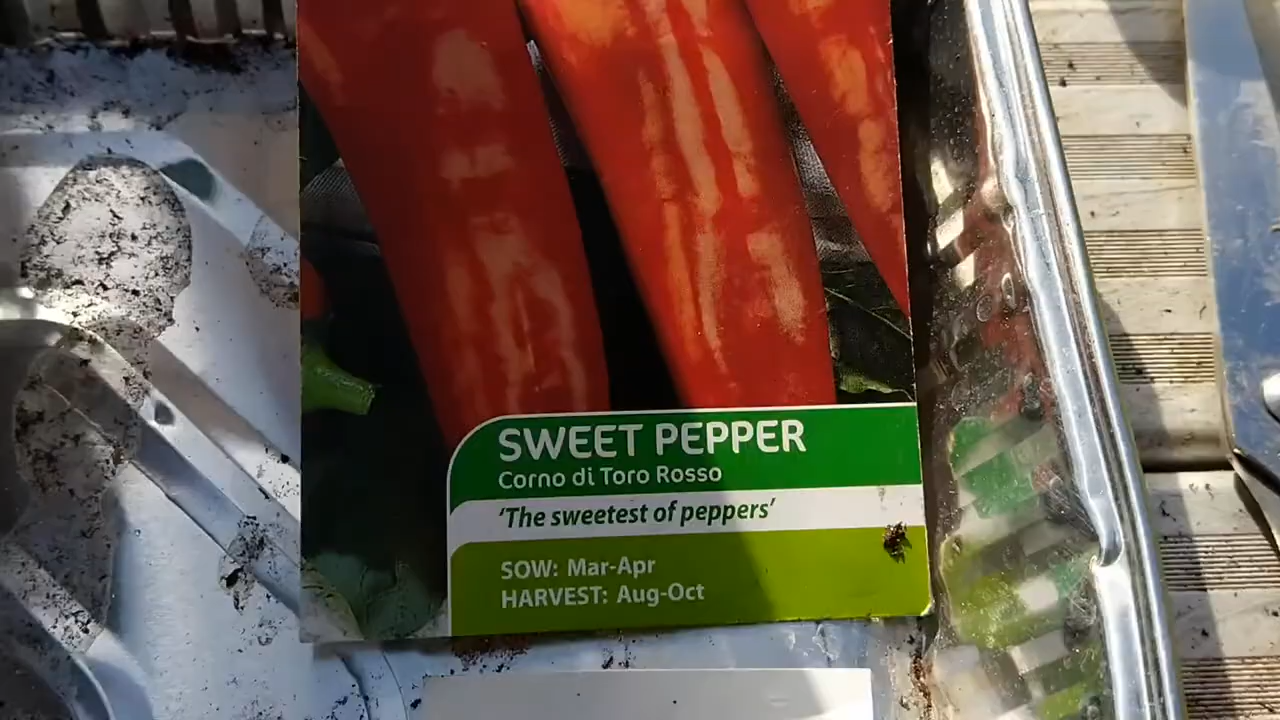 SWEET PEPPER
Corno di Toro Rosso
'The sweetest of peppers'
SOW: Mar-Apr
HARVEST: Aug-Oct